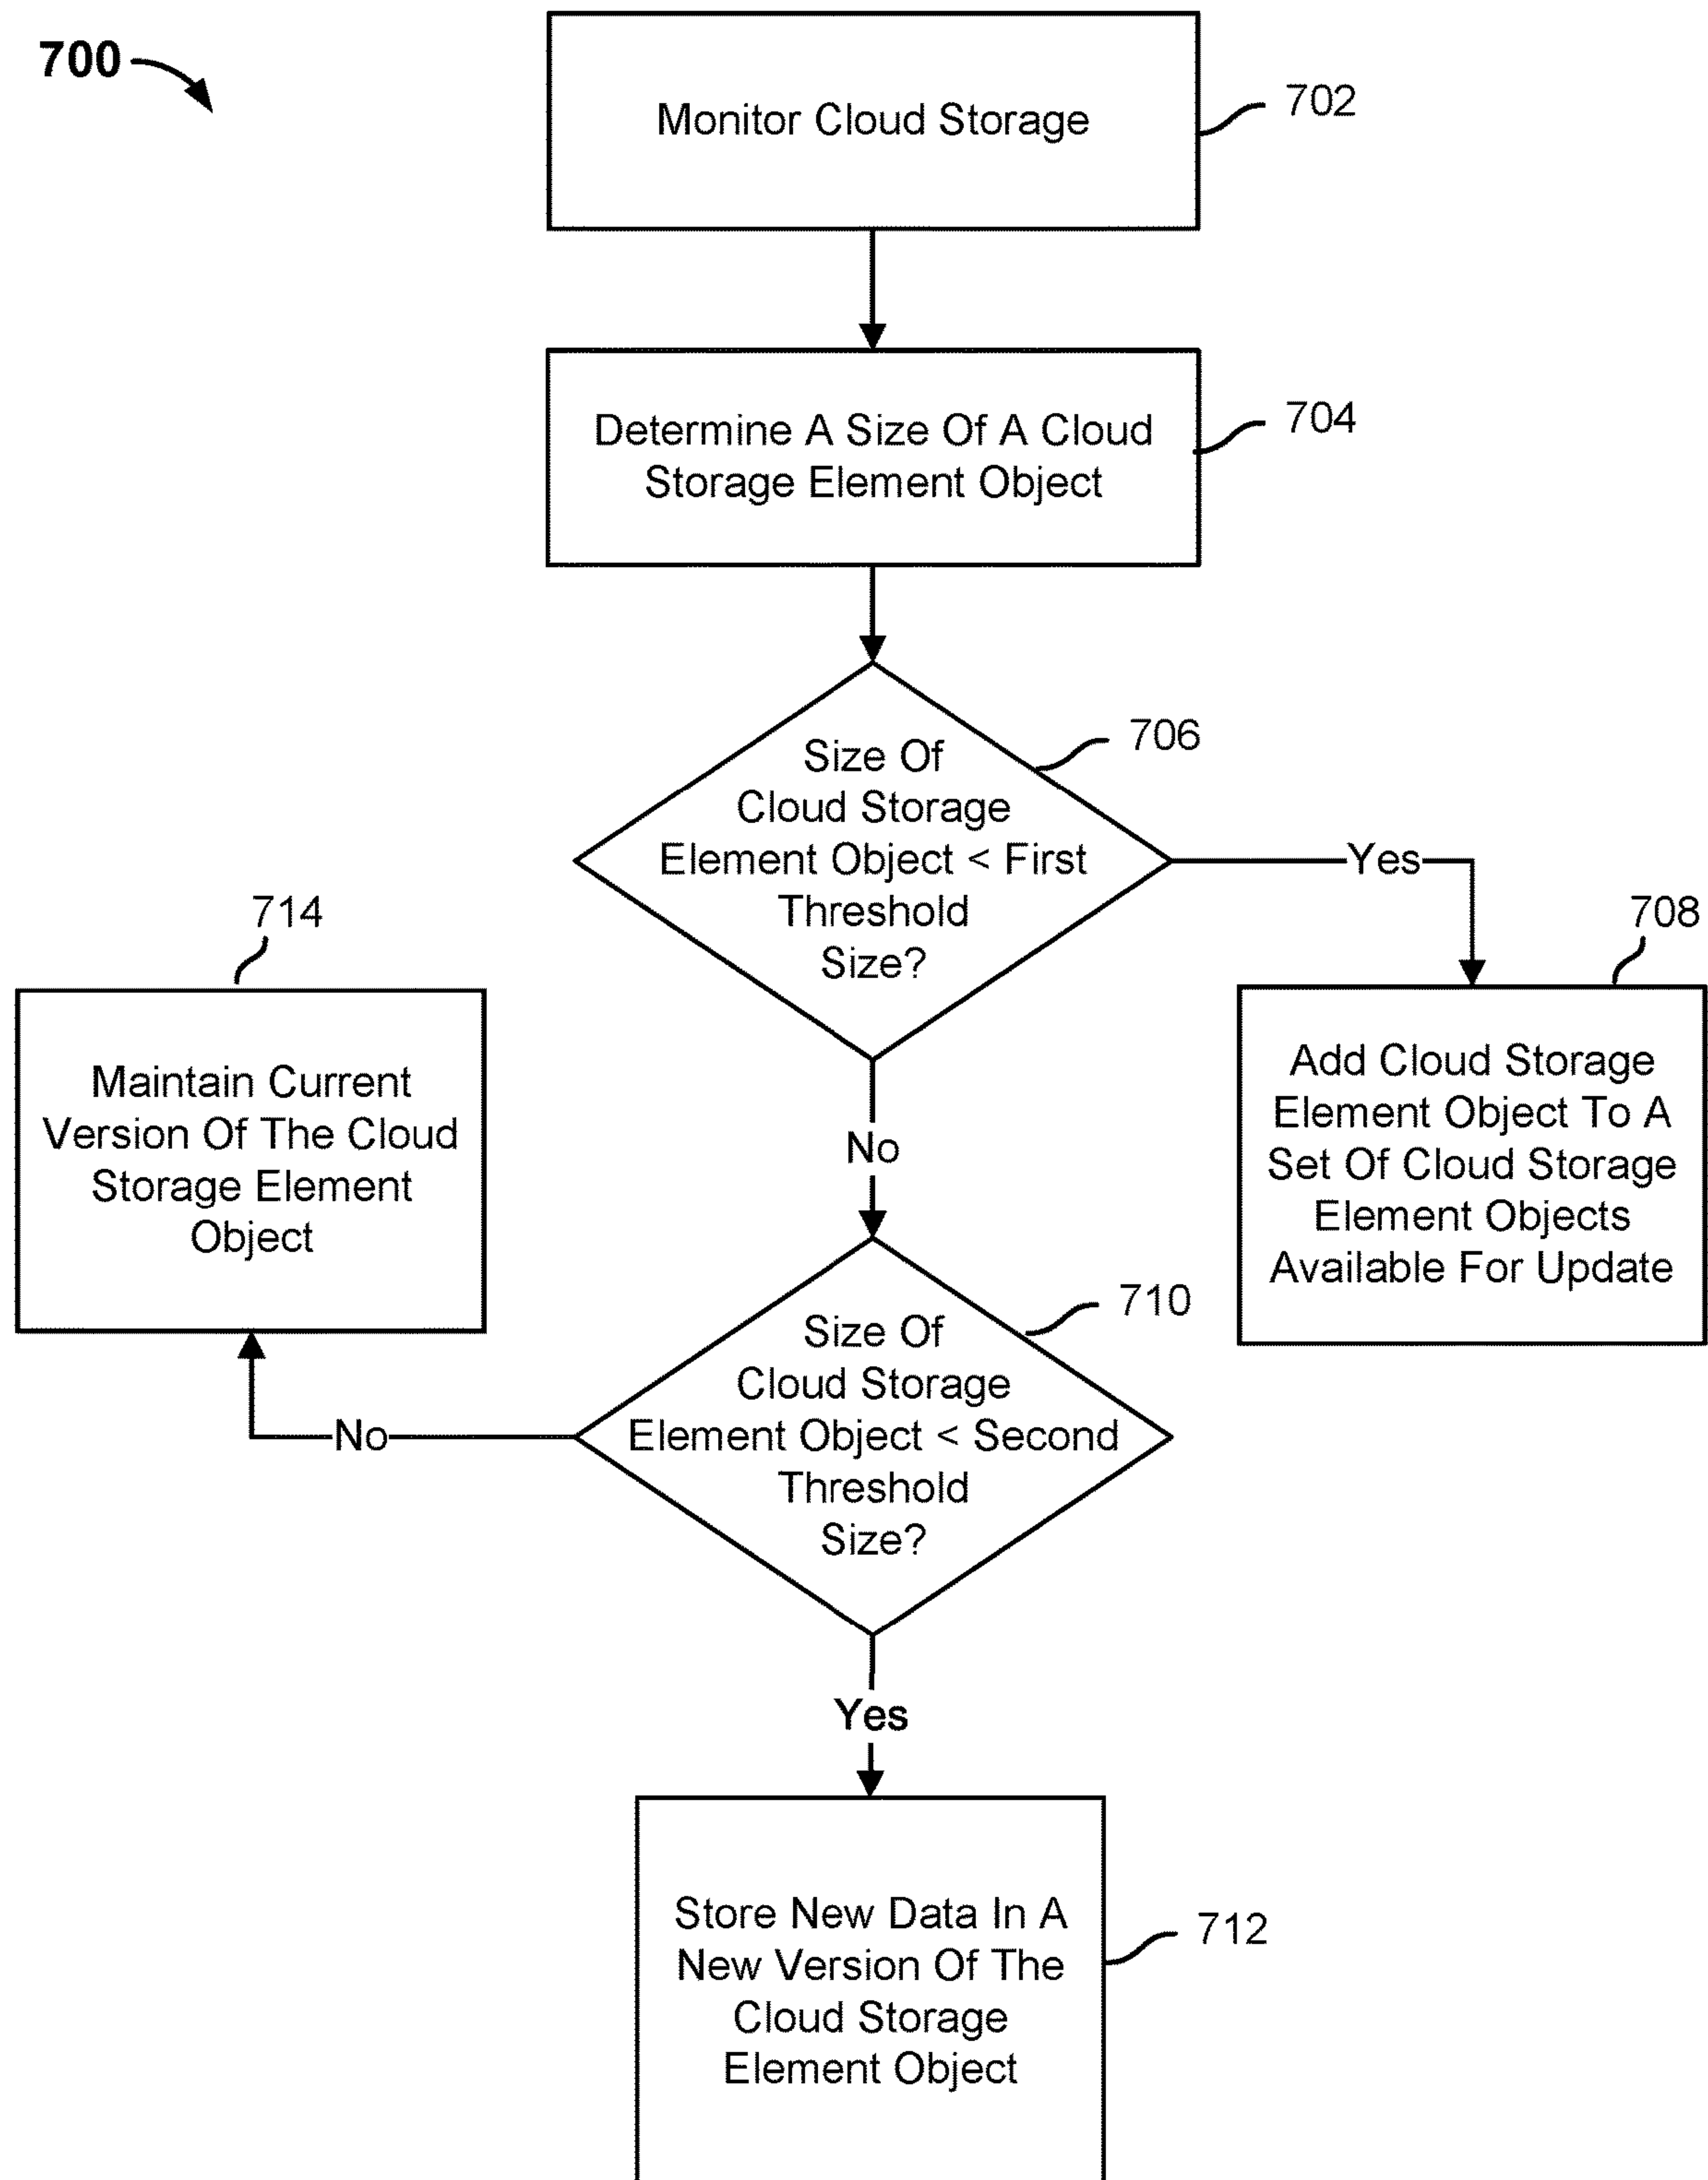 700
Monitor Cloud Storage
702
Determine A Size Of A Cloud
Storage Element Object
704
Size Of
Cloud Storage
Element Object < First
Threshold
Size?
706
Yes
708
Add Cloud Storage
Element Object To A
Set Of Cloud Storage
Element Objects
Available For Update
No
714
Maintain Current
Version Of The Cloud
Storage Element
Object
Size Of
Cloud Storage
Element Object < Second
Threshold
Size?
710
No
Yes
Store New Data In A
New Version Of The
Cloud Storage
Element Object
712